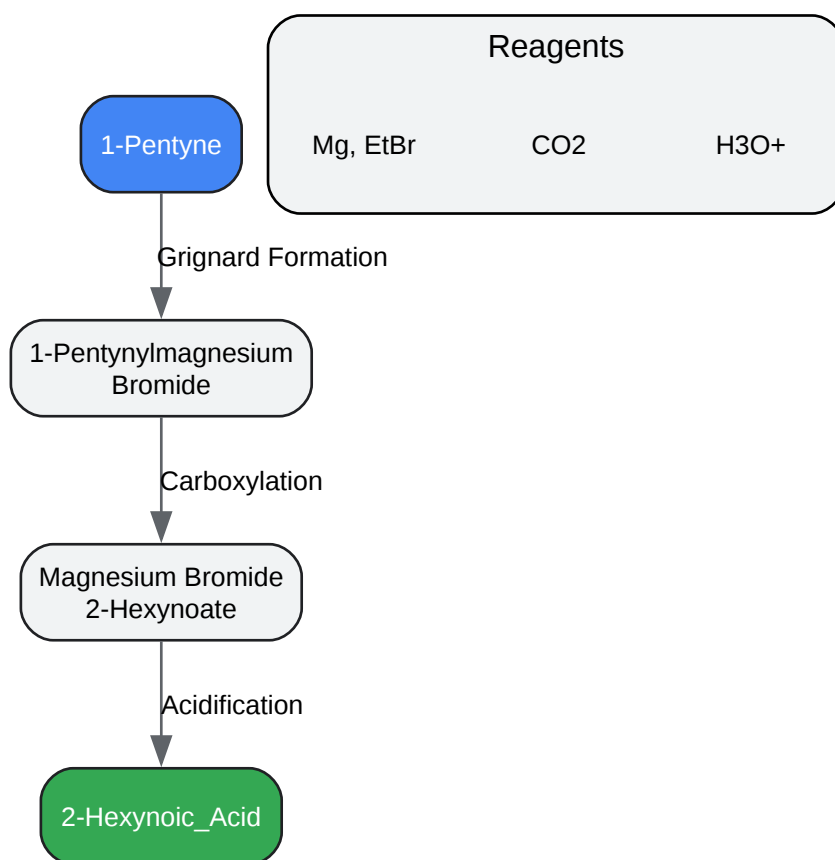 Reagents
1-Pentyne
Mg, EtBr
CO2
H3O+
Grignard Formation
1-Pentynylmagnesium
Bromide
Carboxylation
Magnesium Bromide
2-Hexynoate
Acidification
2-Hexynoic_Acid